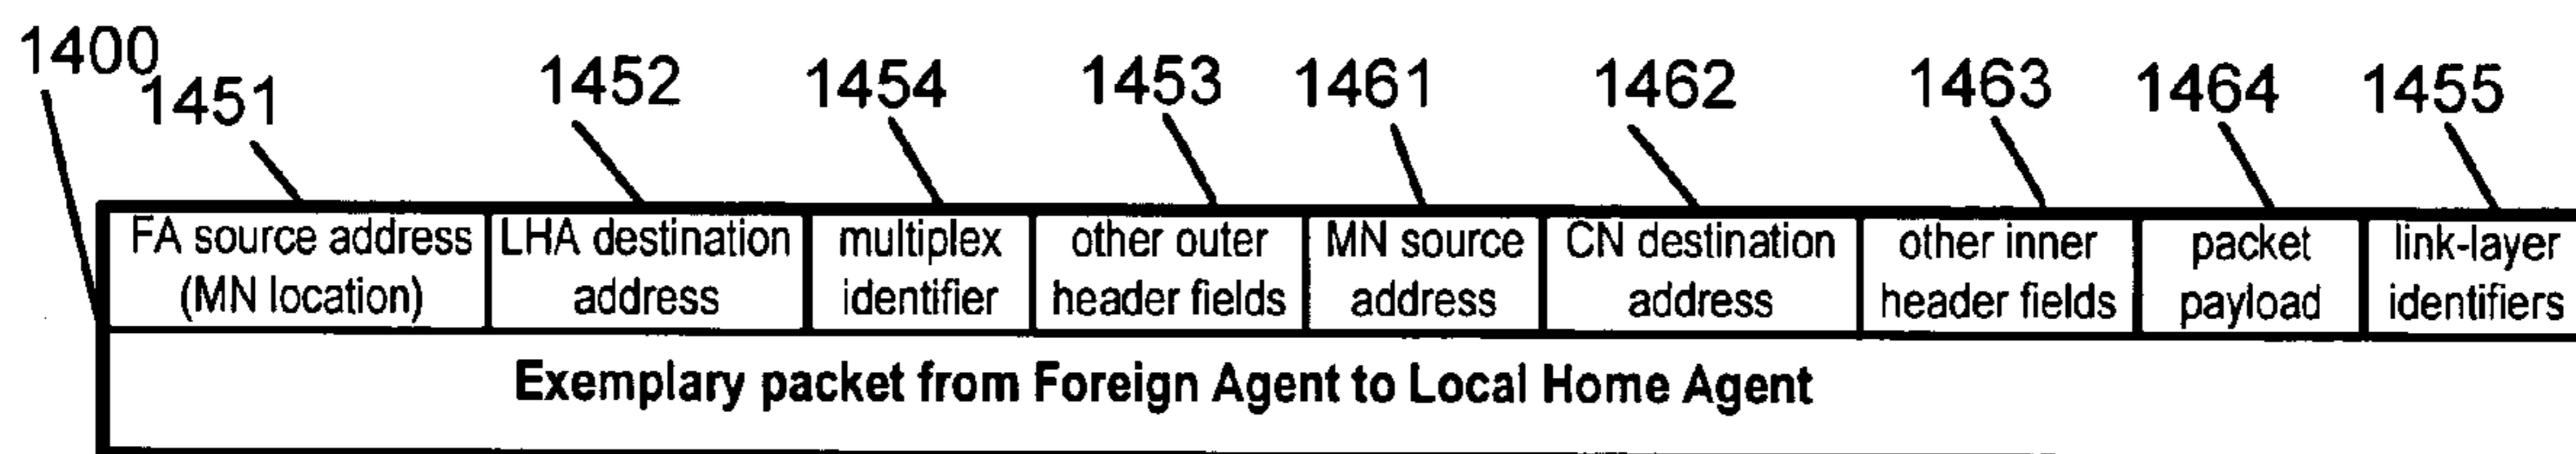 1400
1451 1452 1454 1453 1461 1462 1463 1464 1455
FA source address LHA destination multiplex other outer MN source CN destination other inner packet link-layer
(MN location) address identifier header fields address address header fields payload identifiers
Exemplary packet from Foreign Agent to Local Home Agent